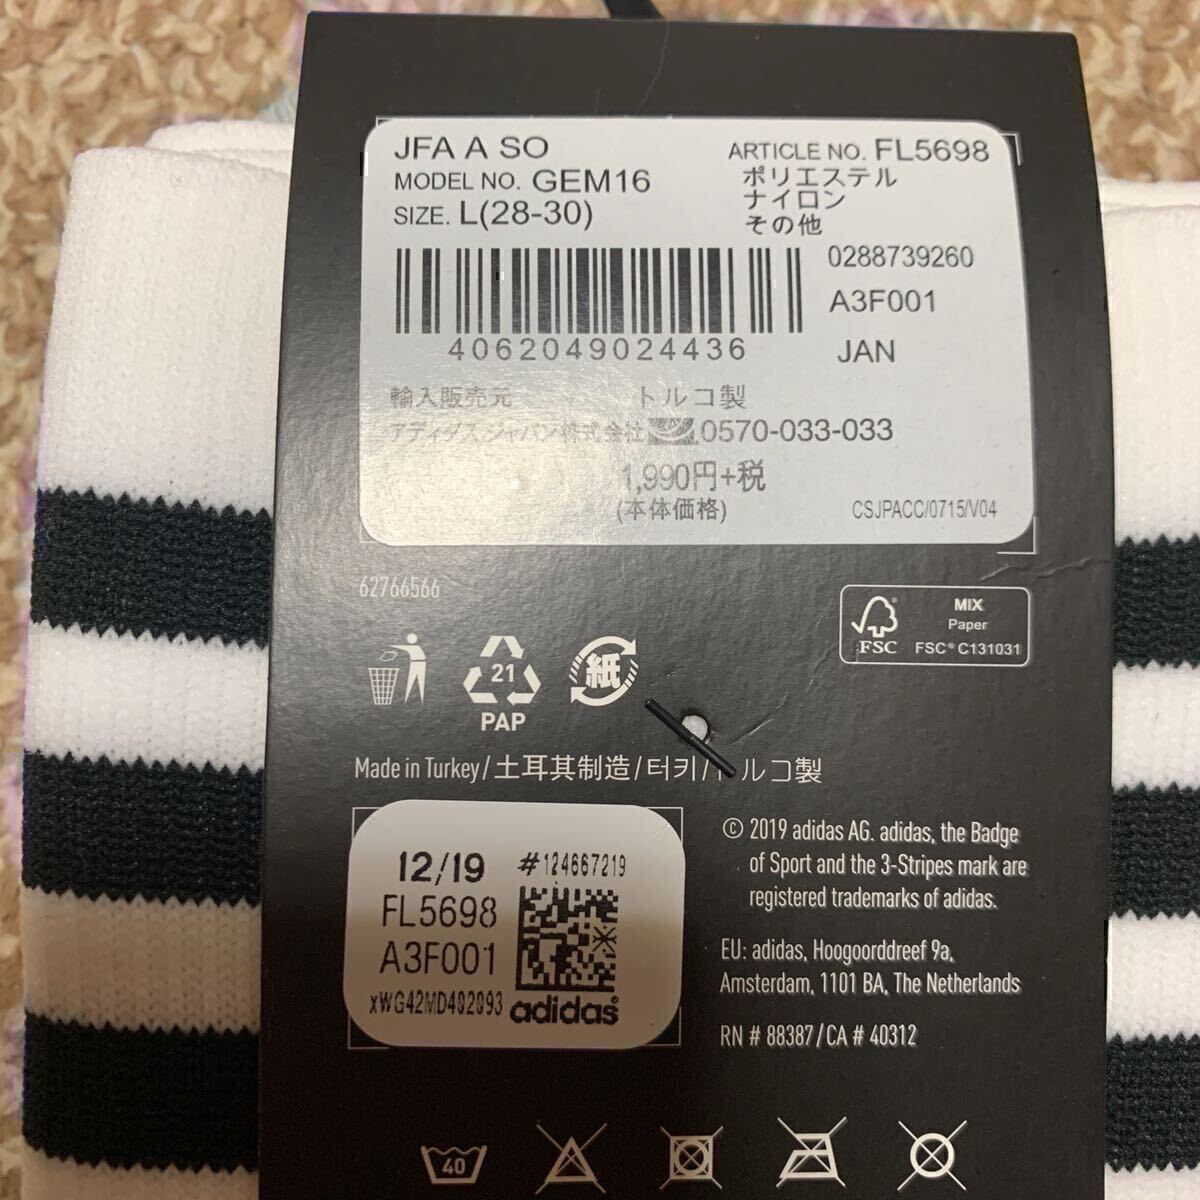 JFA A SO
MODEL NO. GEM16
SIZE. L(28-30)
ARTICLE NO. FL5698
ポリエステル
ナイロン
その他
0288739260
A3F001
JAN
4062049024436
輸入販売元
アディダス ジャパン株式会社
トルコ製
0570-033-033
1,990円+税
(本体価格)
CSJPACC/0715/V04
62766566
21
PAP
紙
FSC
MIX
Paper
FSC® C131031
Made in Turkey/土耳其制造/터키/トルコ製
12/19
#124667219
FL5698
A3F001
xWG42MD402093
adidas
© 2019 adidas AG. adidas, the Badge
of Sport and the 3-Stripes mark are
registered trademarks of adidas.
EU: adidas, Hoogoorddreef 9a,
Amsterdam, 1101 BA, The Netherlands
RN # 88387/CA # 40312
40